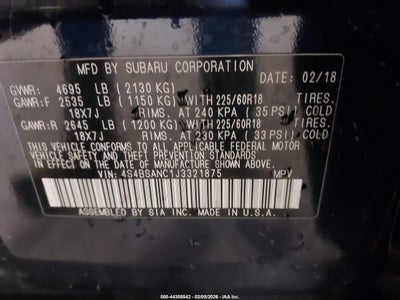 MFD BY SUBARU CORPORATION DATE: 02/18
GVWR: 4695 LB (2130 KG)
GAWR:F 2535 LB (1150 KG) WITH 225/60R18 TIRES.
18X7J RIMS. AT 240 KPA (35 PSI) COLD
GAWR:R 2645 LB (1200 KG) WITH 225/60R18 TIRES.
18X7J RIMS. AT 230 KPA (33 PSI) COLD
THIS VEHICLE CONFORMS TO ALL APPLICABLE FEDERAL MOTOR
VEHICLE SAFETY STANDARDS IN EFFECT ON THE DATE OF
MANUFACTURE SHOWN ABOVE.
VIN: 4S4BSANC1J3321875 MPV
ASSEMBLED BY SIA INC. MADE IN U.S.A.
000-44308542 - 02/09/2026 - IAA Inc.